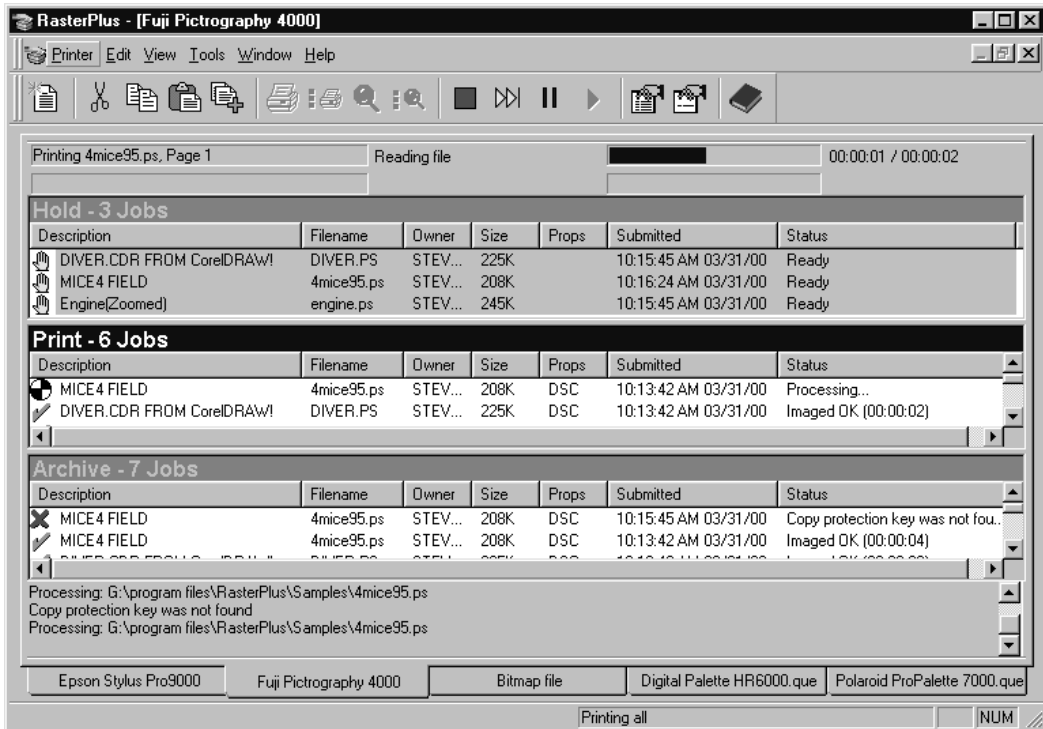 RasterPlus - [Fuji Pictrography 4000]
Printer Edit View Tools Window Help
Printing 4mice95.ps, Page 1 Reading file 00:00:01 / 00:00:02
Hold - 3 Jobs
Description Filename Owner Size Props Submitted Status
DIVER.CDR FROM CorelDRAW! DIVER.PS STEV... 225K 10:15:45 AM 03/31/00 Ready
MICE4 FIELD 4mice95.ps STEV... 208K 10:16:24 AM 03/31/00 Ready
Engine(Zoomed) engine.ps STEV... 245K 10:15:45 AM 03/31/00 Ready
Print - 6 Jobs
Description Filename Owner Size Props Submitted Status
MICE4 FIELD 4mice95.ps STEV... 208K DSC 10:13:42 AM 03/31/00 Processing...
DIVER.CDR FROM CorelDRAW! DIVER.PS STEV... 225K DSC 10:13:42 AM 03/31/00 Imaged OK (00:00:02)
Archive - 7 Jobs
Description Filename Owner Size Props Submitted Status
MICE4 FIELD 4mice95.ps STEV... 208K DSC 10:15:45 AM 03/31/00 Copy protection key was not fou...
MICE4 FIELD 4mice95.ps STEV... 208K DSC 10:13:42 AM 03/31/00 Imaged OK (00:00:04)
Processing: G:\program files\RasterPlus\Samples\4mice95.ps
Copy protection key was not found
Processing: G:\program files\RasterPlus\Samples\4mice95.ps
Epson Stylus Pro9000 Fuji Pictrography 4000 Bitmap file Digital Palette HR6000.que Polaroid ProPalette 7000.que
Printing all NUM